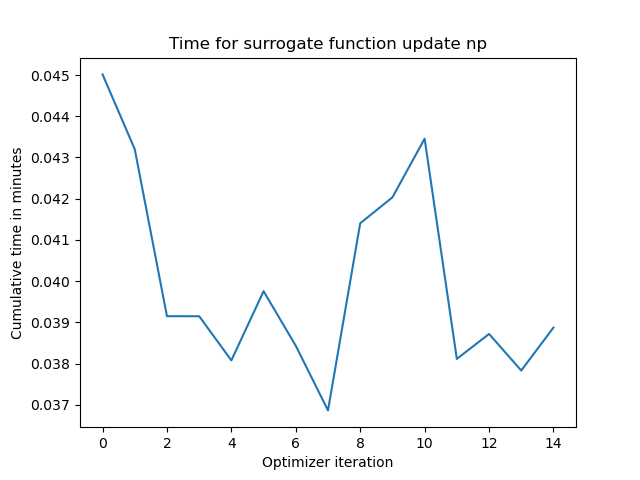 Time for surrogate function update np
Cumulative time in minutes
0.045
0.044
0.043
0.042
0.041
0.040
0.039
0.038
0.037
0 2 4 6 8 10 12 14
Optimizer iteration